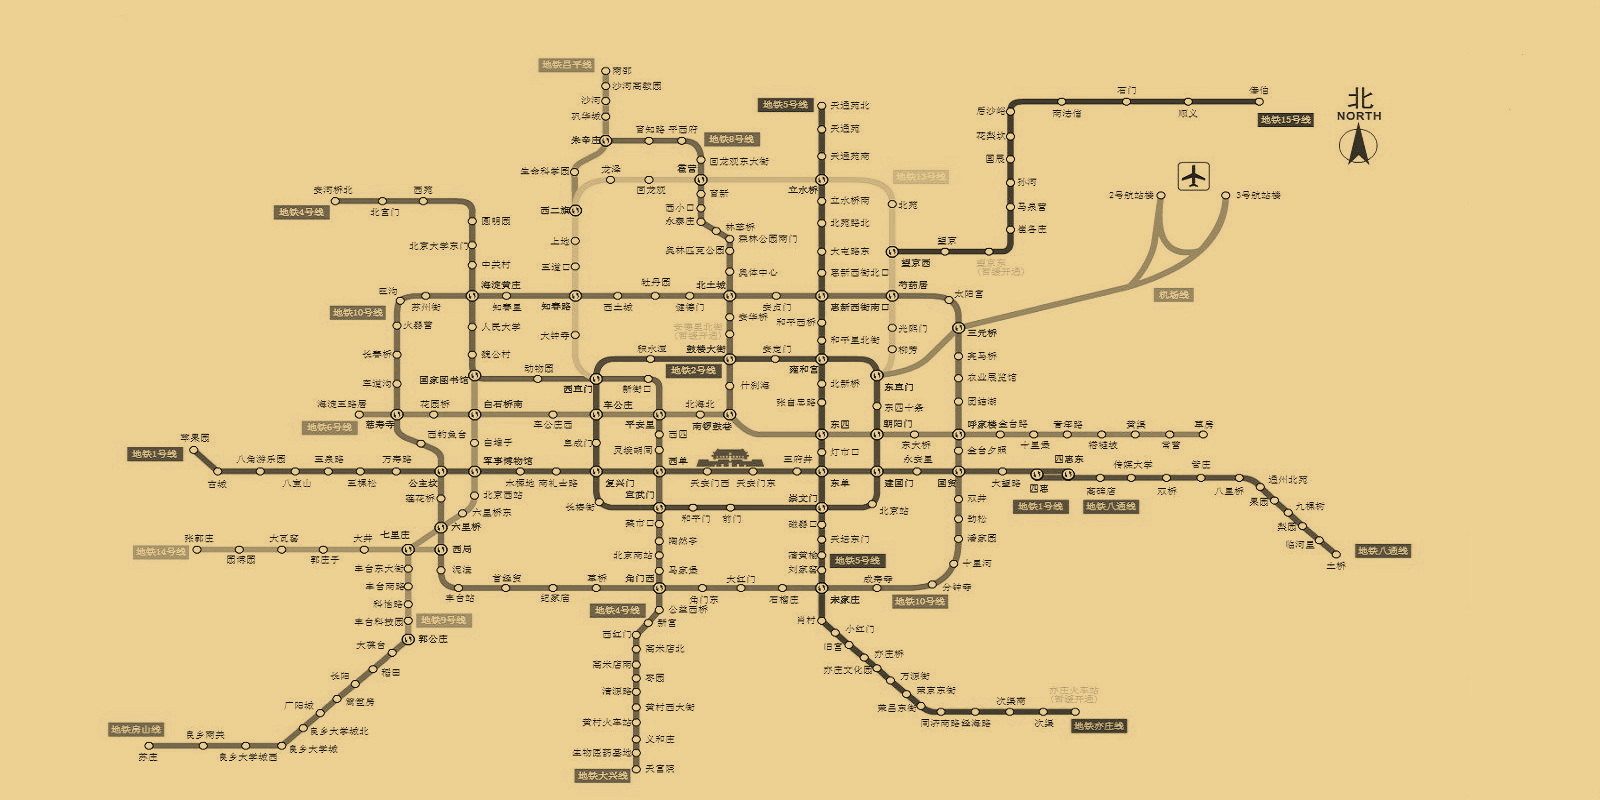 地铁昌平线
南邵
沙河高教园
沙河
巩华城
朱辛庄
育知路
平西府
地铁8号线
回龙观东大街
生命科学园
龙泽
回龙观
霍营
育新
西小口
永泰庄
林萃桥
森林公园南门
奥林匹克公园
奥体中心
北土城
安华桥
安德里北街
(暂缓开通)
鼓楼大街
什刹海
南锣鼓巷
地铁5号线
天通苑北
天通苑
天通苑南
立水桥
立水桥南
北苑路北
大屯路东
惠新西街北口
惠新西街南口
和平西桥
和平里北街
雍和宫
北新桥
张自忠路
东四
灯市口
东单
崇文门
磁器口
天坛东门
蒲黄榆
刘家窑
地铁5号线
宋家庄
地铁13号线
北苑
望京西
芍药居
光熙门
柳芳
东直门
西二旗
上地
五道口
知春路
大钟寺
西直门
石门
顺义
俸伯
南法信
后沙峪
地铁15号线
花梨坎
国展
孙河
马泉营
崔各庄
望京东
(暂缓开通)
望京
北
NORTH
2号航站楼
3号航站楼
机场线
三元桥
安河桥北
北宫门
西苑
地铁4号线
圆明园
北京大学东门
中关村
海淀黄庄
人民大学
魏公村
国家图书馆
动物园
新街口
平安里
西四
灵境胡同
西单
宣武门
菜市口
陶然亭
北京南站
马家堡
角门西
地铁4号线
公益西桥
新宫
西红门
高米店北
高米店南
枣园
清源路
黄村西大街
黄村火车站
义和庄
生物医药基地
天宫院
地铁大兴线
巴沟
地铁10号线
苏州街
知春里
西土城
牡丹园
健德门
安贞门
太阳宫
亮马桥
农业展览馆
团结湖
呼家楼
金台夕照
国贸
双井
劲松
潘家园
十里河
分钟寺
地铁10号线
成寿寺
石榴庄
大红门
角门东
草桥
纪家庙
首经贸
丰台站
泥洼
西局
六里桥
莲花桥
公主坟
西钓鱼台
慈寿寺
车道沟
长春桥
火器营
积水潭
安定门
地铁2号线
东四十条
朝阳门
建国门
北京站
前门
和平门
长椿街
复兴门
阜成门
车公庄
海淀五路居
地铁6号线
花园桥
白石桥南
车公庄西
北海北
东大桥
金台路
十里堡
青年路
褡裢坡
黄渠
常营
草房
地铁1号线
苹果园
古城
八角游乐园
八宝山
玉泉路
五棵松
万寿路
军事博物馆
木樨地
南礼士路
天安门西
天安门东
王府井
永安里
大望路
四惠
四惠东
地铁1号线
地铁八通线
高碑店
传媒大学
双桥
管庄
八里桥
通州北苑
果园
九棵树
梨园
临河里
土桥
地铁八通线
白堆子
北京西站
六里桥东
七里庄
丰台东大街
丰台南路
科怡路
丰台科技园
地铁9号线
郭公庄
地铁14号线
张郭庄
园博园
大瓦窑
郭庄子
大井
大葆台
稻田
长阳
篱笆房
广阳城
良乡大学城北
良乡大学城
良乡大学城西
良乡南关
苏庄
地铁房山线
肖村
小红门
旧宫
亦庄桥
亦庄文化园
万源街
荣京东街
荣昌东街
同济南路
经海路
次渠南
次渠
亦庄火车站
(暂缓开通)
地铁亦庄线